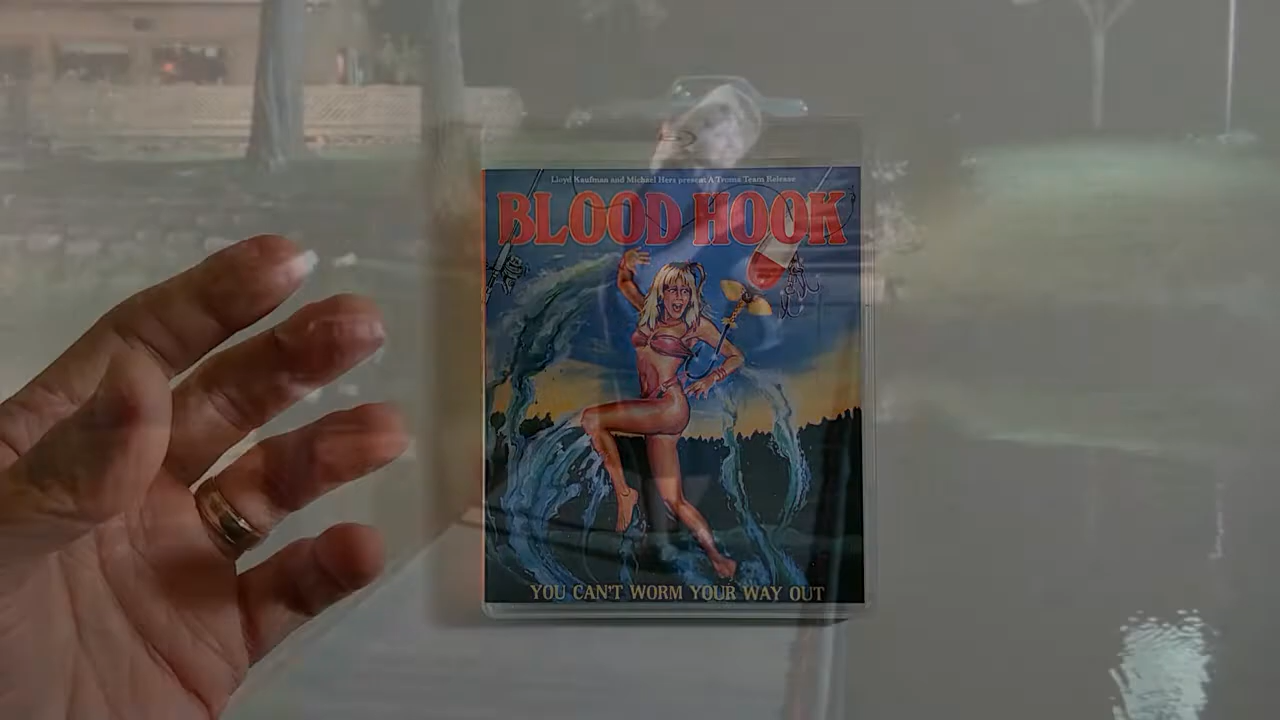 Lloyd Kaufman and Michael Herz present A Troma Team Release
BLOOD HOOK
YOU CAN'T WORM YOUR WAY OUT